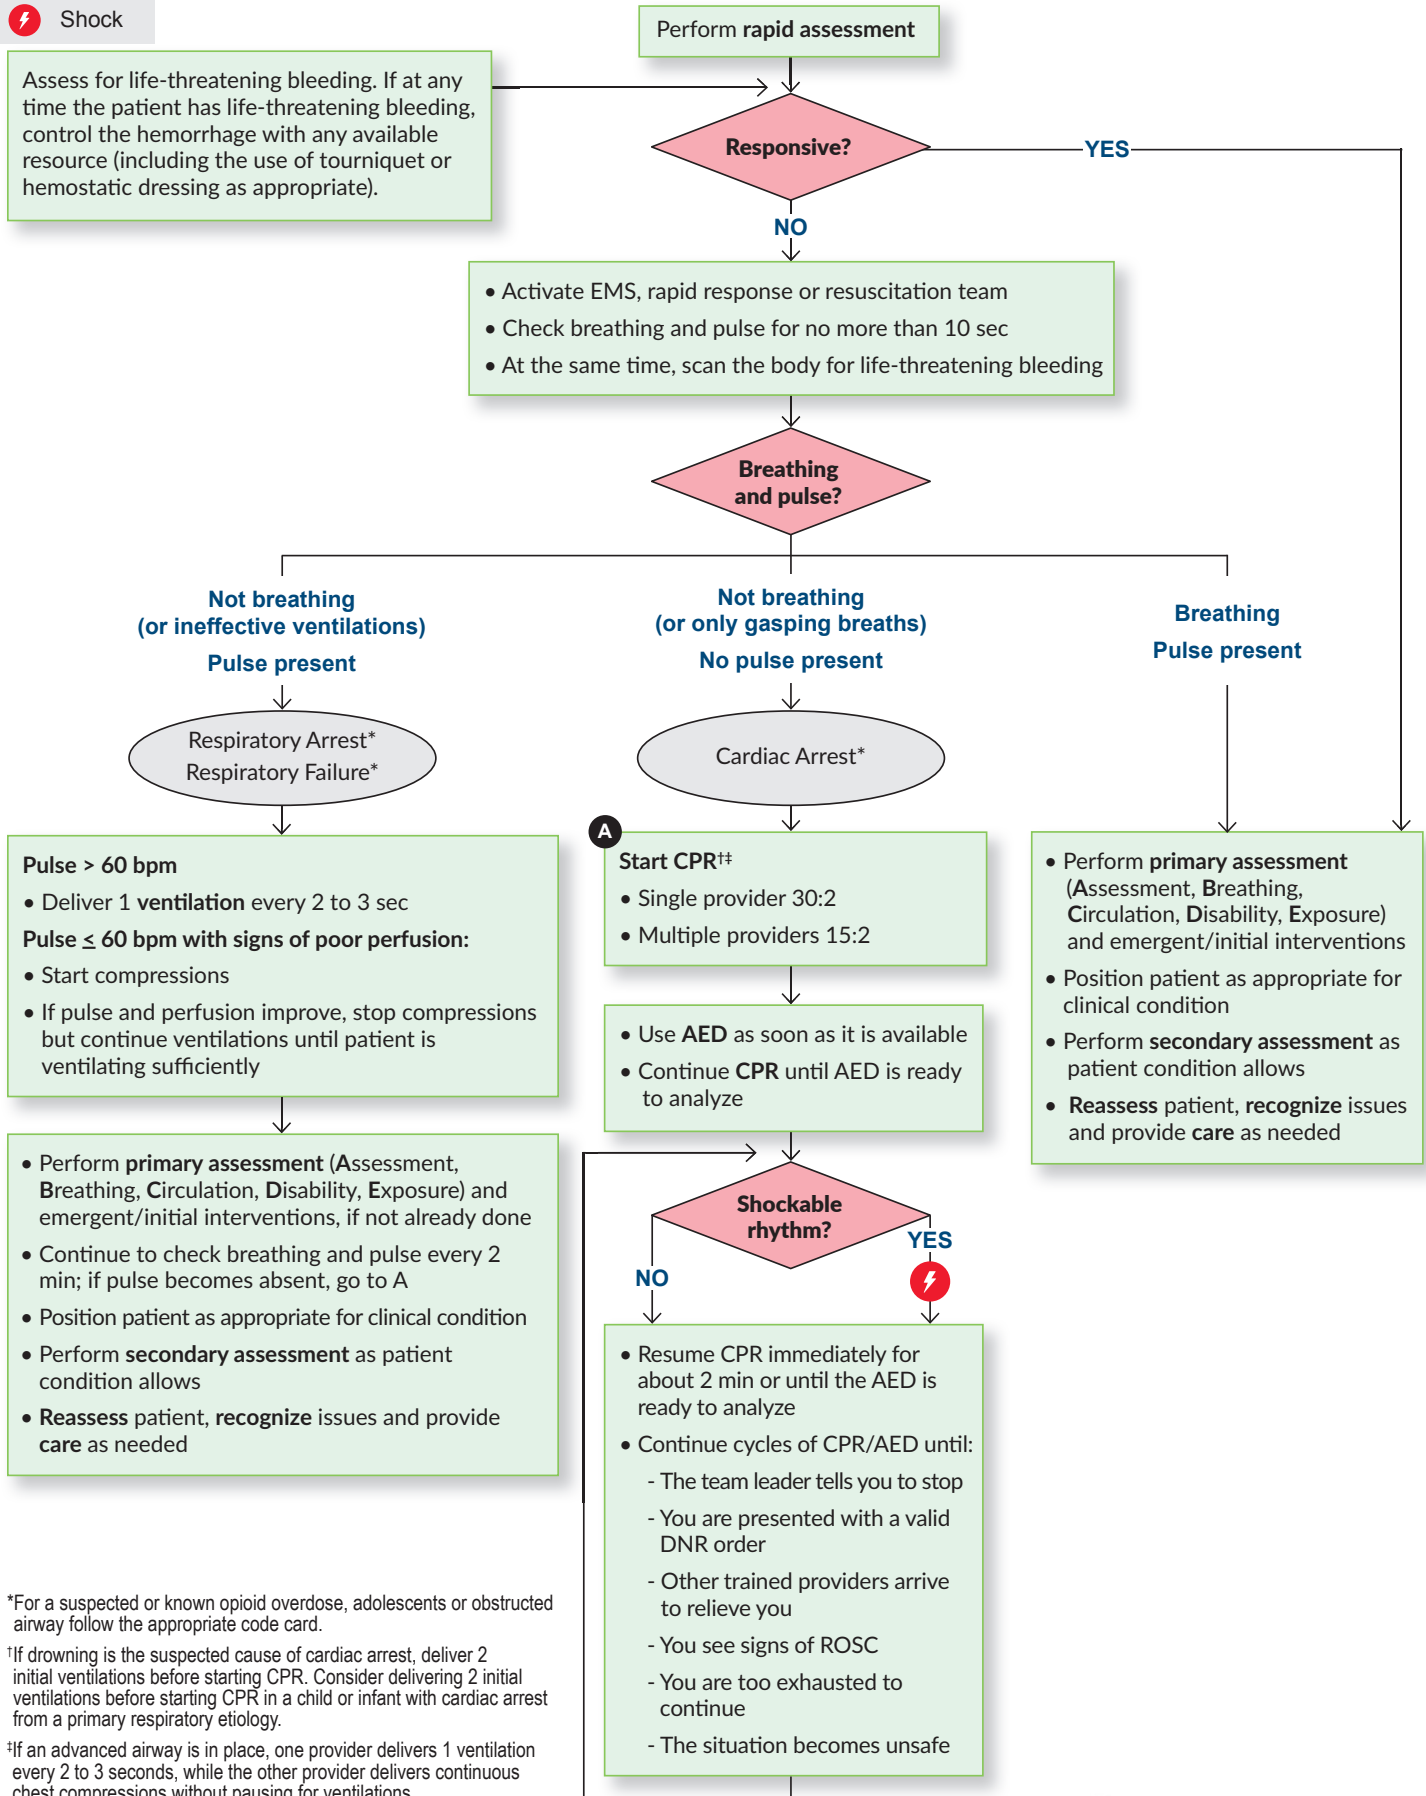 Shock
Perform rapid assessment
Assess for life-threatening bleeding. If at any
time the patient has life-threatening bleeding,
control the hemorrhage with any available
resource (including the use of tourniquet or
hemostatic dressing as appropriate).
Responsive?
YES
NO
• Activate EMS, rapid response or resuscitation team
• Check breathing and pulse for no more than 10 sec
• At the same time, scan the body for life-threatening bleeding
Breathing
and pulse?
Not breathing
(or ineffective ventilations)
Pulse present
Not breathing
(or only gasping breaths)
No pulse present
Breathing
Pulse present
Respiratory Arrest*
Respiratory Failure*
Cardiac Arrest*
Pulse > 60 bpm
• Deliver 1 ventilation every 2 to 3 sec
Pulse ≤ 60 bpm with signs of poor perfusion:
• Start compressions
• If pulse and perfusion improve, stop compressions
but continue ventilations until patient is
ventilating sufficiently
• Perform primary assessment (Assessment,
Breathing, Circulation, Disability, Exposure) and
emergent/initial interventions, if not already done
• Continue to check breathing and pulse every 2
min; if pulse becomes absent, go to A
• Position patient as appropriate for clinical condition
• Perform secondary assessment as patient
condition allows
• Reassess patient, recognize issues and provide
care as needed
A
Start CPR†‡
• Single provider 30:2
• Multiple providers 15:2
• Use AED as soon as it is available
• Continue CPR until AED is ready
to analyze
Shockable
rhythm?
NO
YES
• Resume CPR immediately for
about 2 min or until the AED is
ready to analyze
• Continue cycles of CPR/AED until:
- The team leader tells you to stop
- You are presented with a valid
DNR order
- Other trained providers arrive
to relieve you
- You see signs of ROSC
- You are too exhausted to
continue
- The situation becomes unsafe
• Perform primary assessment
(Assessment, Breathing,
Circulation, Disability, Exposure)
and emergent/initial interventions
• Position patient as appropriate for
clinical condition
• Perform secondary assessment as
patient condition allows
• Reassess patient, recognize issues
and provide care as needed
*For a suspected or known opioid overdose, adolescents or obstructed
airway follow the appropriate code card.
†If drowning is the suspected cause of cardiac arrest, deliver 2
initial ventilations before starting CPR. Consider delivering 2 initial
ventilations before starting CPR in a child or infant with cardiac arrest
from a primary respiratory etiology.
‡If an advanced airway is in place, one provider delivers 1 ventilation
every 2 to 3 seconds, while the other provider delivers continuous
chest compressions without pausing for ventilations.